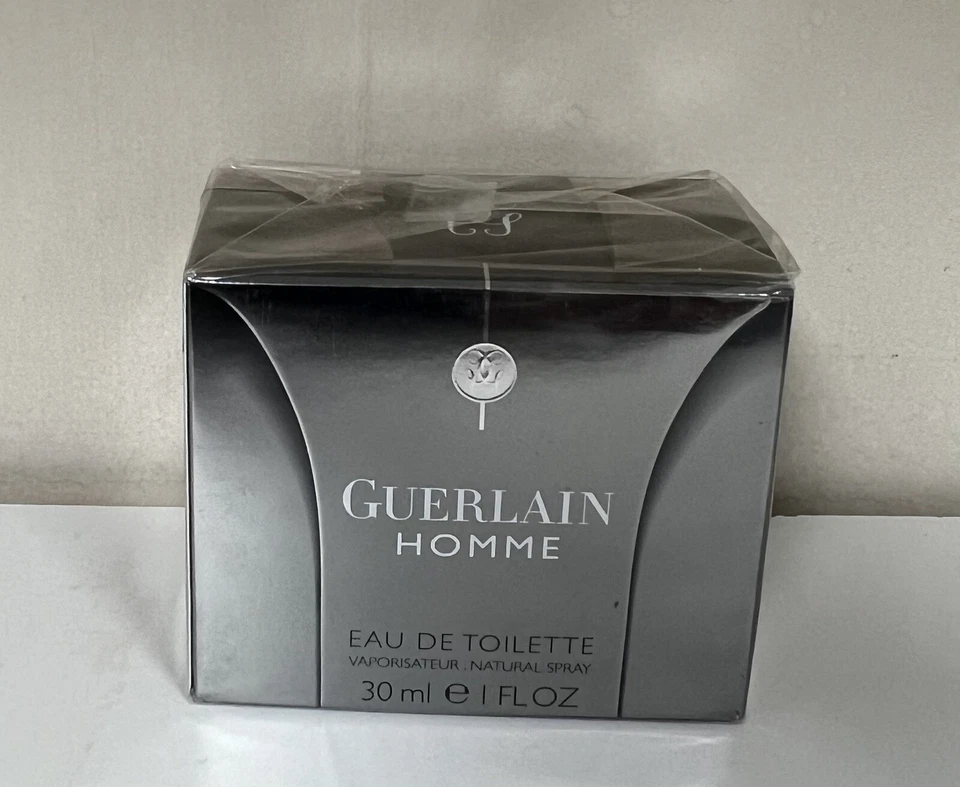 GUERLAIN
HOMME
EAU DE TOILETTE
VAPORISATEUR . NATURAL SPRAY
30 ml e 1 FL OZ